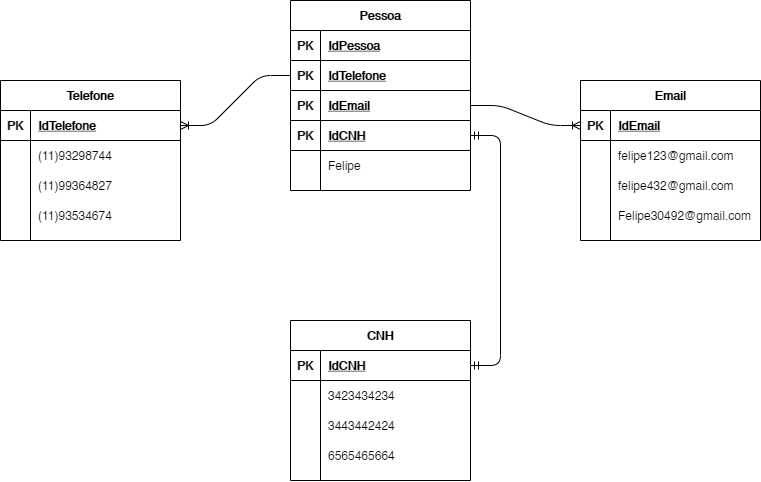 Pessoa
PK IdPessoa
PK IdTelefone
PK IdEmail
PK IdCNH
Felipe
Telefone
PK IdTelefone
(11)93298744
(11)99364827
(11)93534674
Email
PK IdEmail
felipe123@gmail.com
felipe432@gmail.com
Felipe30492@gmail.com
CNH
PK IdCNH
3423434234
3443442424
6565465664